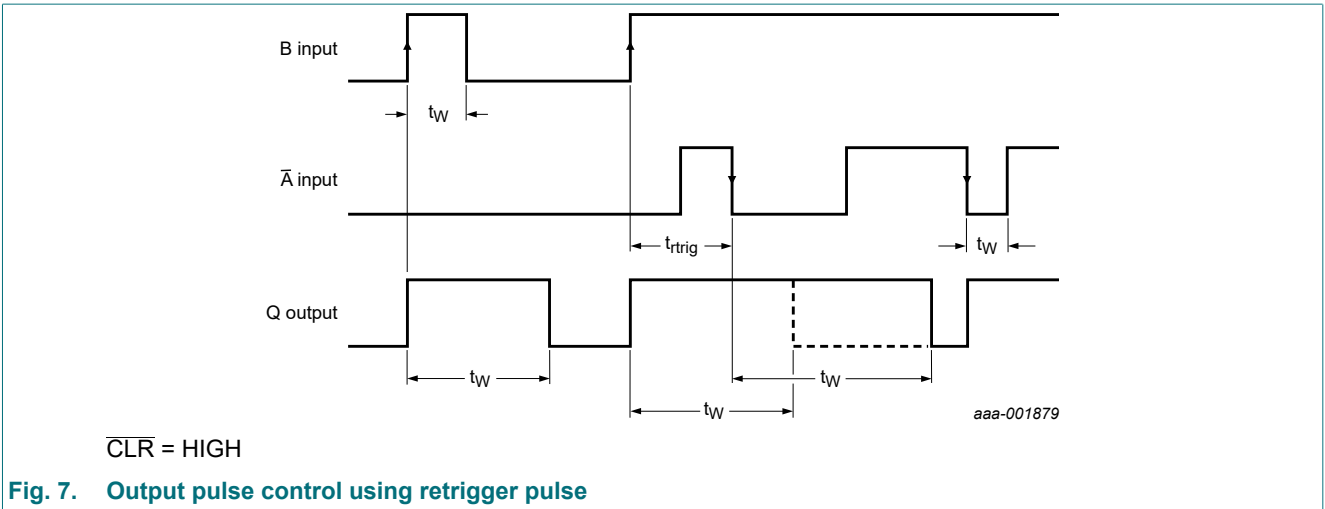 B input
tW
A̅ input
trtrig
tW
Q output
tW
tW
tW
aaa-001879
C̅L̅R̅ = HIGH
Fig. 7. Output pulse control using retrigger pulse